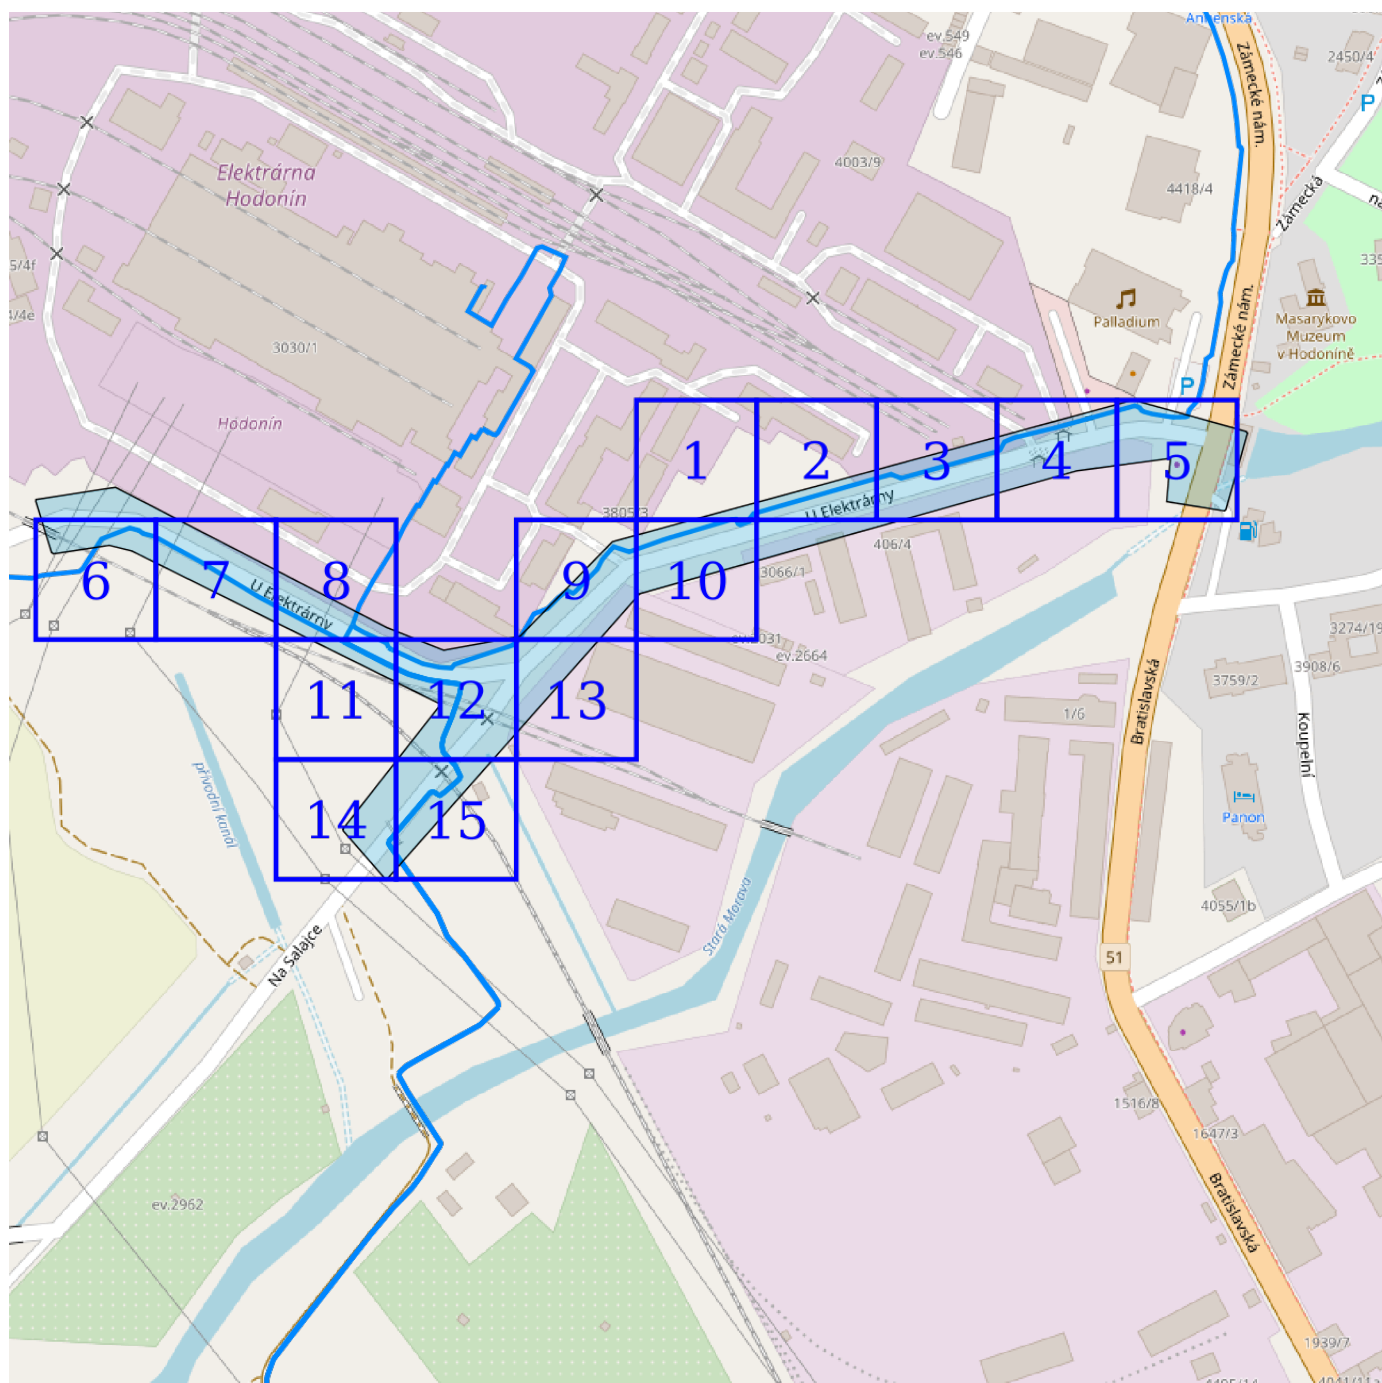 Annenská
ev.549
ev.546
Zámecké nám.
2450/4
P
Elektrárna
Hodonín
4003/9
4418/4
Zámecká
5/4f
4/4e
Palladium
Masarykovo
Muzeum
v Hodoníně
Zámecké nám.
3030/1
P
Hodonín
1
2
3
4
5
U Elektrárny
3805/3
406/4
6
7
8
9
10
3066/1
U Elektrárny
ev.2664
3274/19
3908/6
3759/2
11
12
13
1/6
Bratislavská
Koupelní
přívodní kanál
14
15
Panon
Stará Morava
4055/1b
Na Salajce
51
1516/8
1647/3
ev.2962
Bratislavská
1939/7